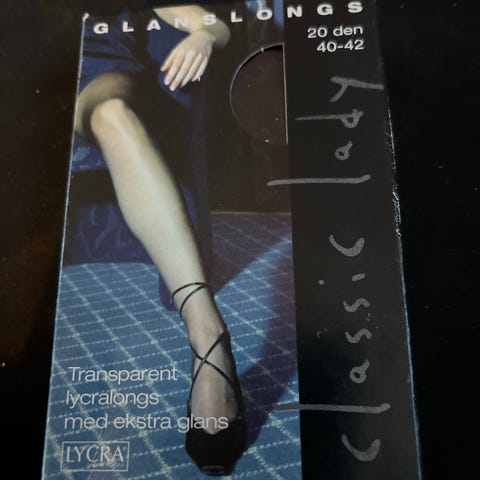 GLANSLONGS
20 den
40-42
classic lady
Transparent
lycralongs
med ekstra glans
LYCRA